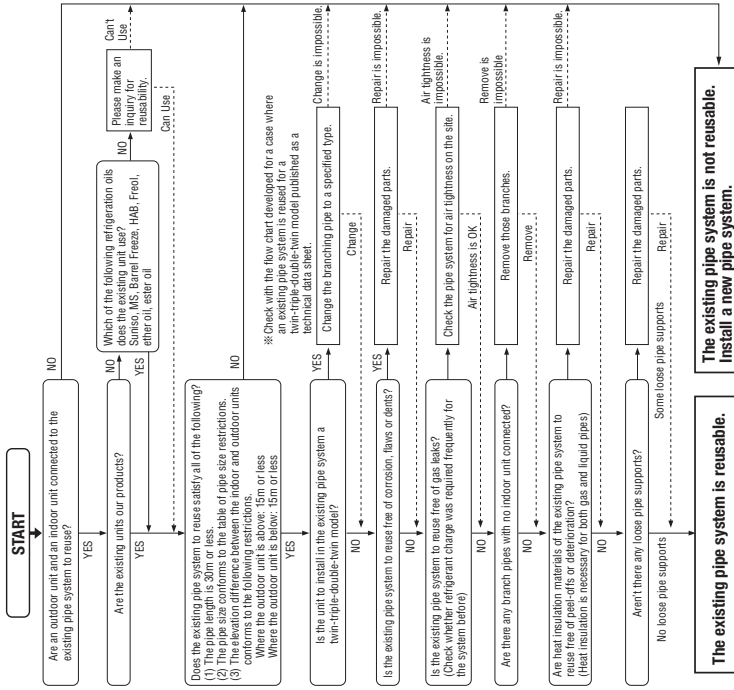 START
Are an outdoor unit and an indoor unit connected to the
existing pipe system to reuse?
NO
YES
Are the existing units our products?
NO
YES
Which of the following refrigeration oils
does the existing unit use?
Suniso, MS, Barrel Freeze, HAB, Freol,
ether oil, ester oil
NO
YES
Please make an
inquiry for
reusability.
Can't
Use
Can Use
Does the existing pipe system to reuse satisfy all of the following?
(1) The pipe length is 30m or less.
(2) The pipe size conforms to the table of pipe size restrictions.
(3) The elevation difference between the indoor and outdoor units
conforms to the following restrictions.
Where the outdoor unit is above: 15m or less
Where the outdoor unit is below: 15m or less
NO
YES
※Check with the flow chart developed for a case where
an existing pipe system is reused for a
twin-triple-double-twin model published as a
technical data sheet.
Is the unit to install in the existing pipe system a
twin-triple-double-twin model?
YES
Change the branching pipe to a specified type.
Change is impossible.
NO
Change
Is the existing pipe system to reuse free of corrosion, flaws or dents?
YES
Repair the damaged parts.
Repair is impossible.
NO
Repair
Is the existing pipe system to reuse free of gas leaks?
(Check whether refrigerant charge was required frequently for
the system before)
Check the pipe system for air tightness on the site.
Air tightness is
impossible.
NO
Air tightness is OK
Are there any branch pipes with no indoor unit connected?
Remove those branches.
Remove is
impossible
NO
Remove
Are heat insulation materials of the existing pipe system to
reuse free of peel-offs or deterioration?
(Heat insulation is necessary for both gas and liquid pipes)
Repair the damaged parts.
Repair is impossible.
NO
Repair
Aren't there any loose pipe supports?
Repair the damaged parts.
No loose pipe supports
Some loose pipe supports
Repair
The existing pipe system is reusable.
The existing pipe system is not reusable.
Install a new pipe system.